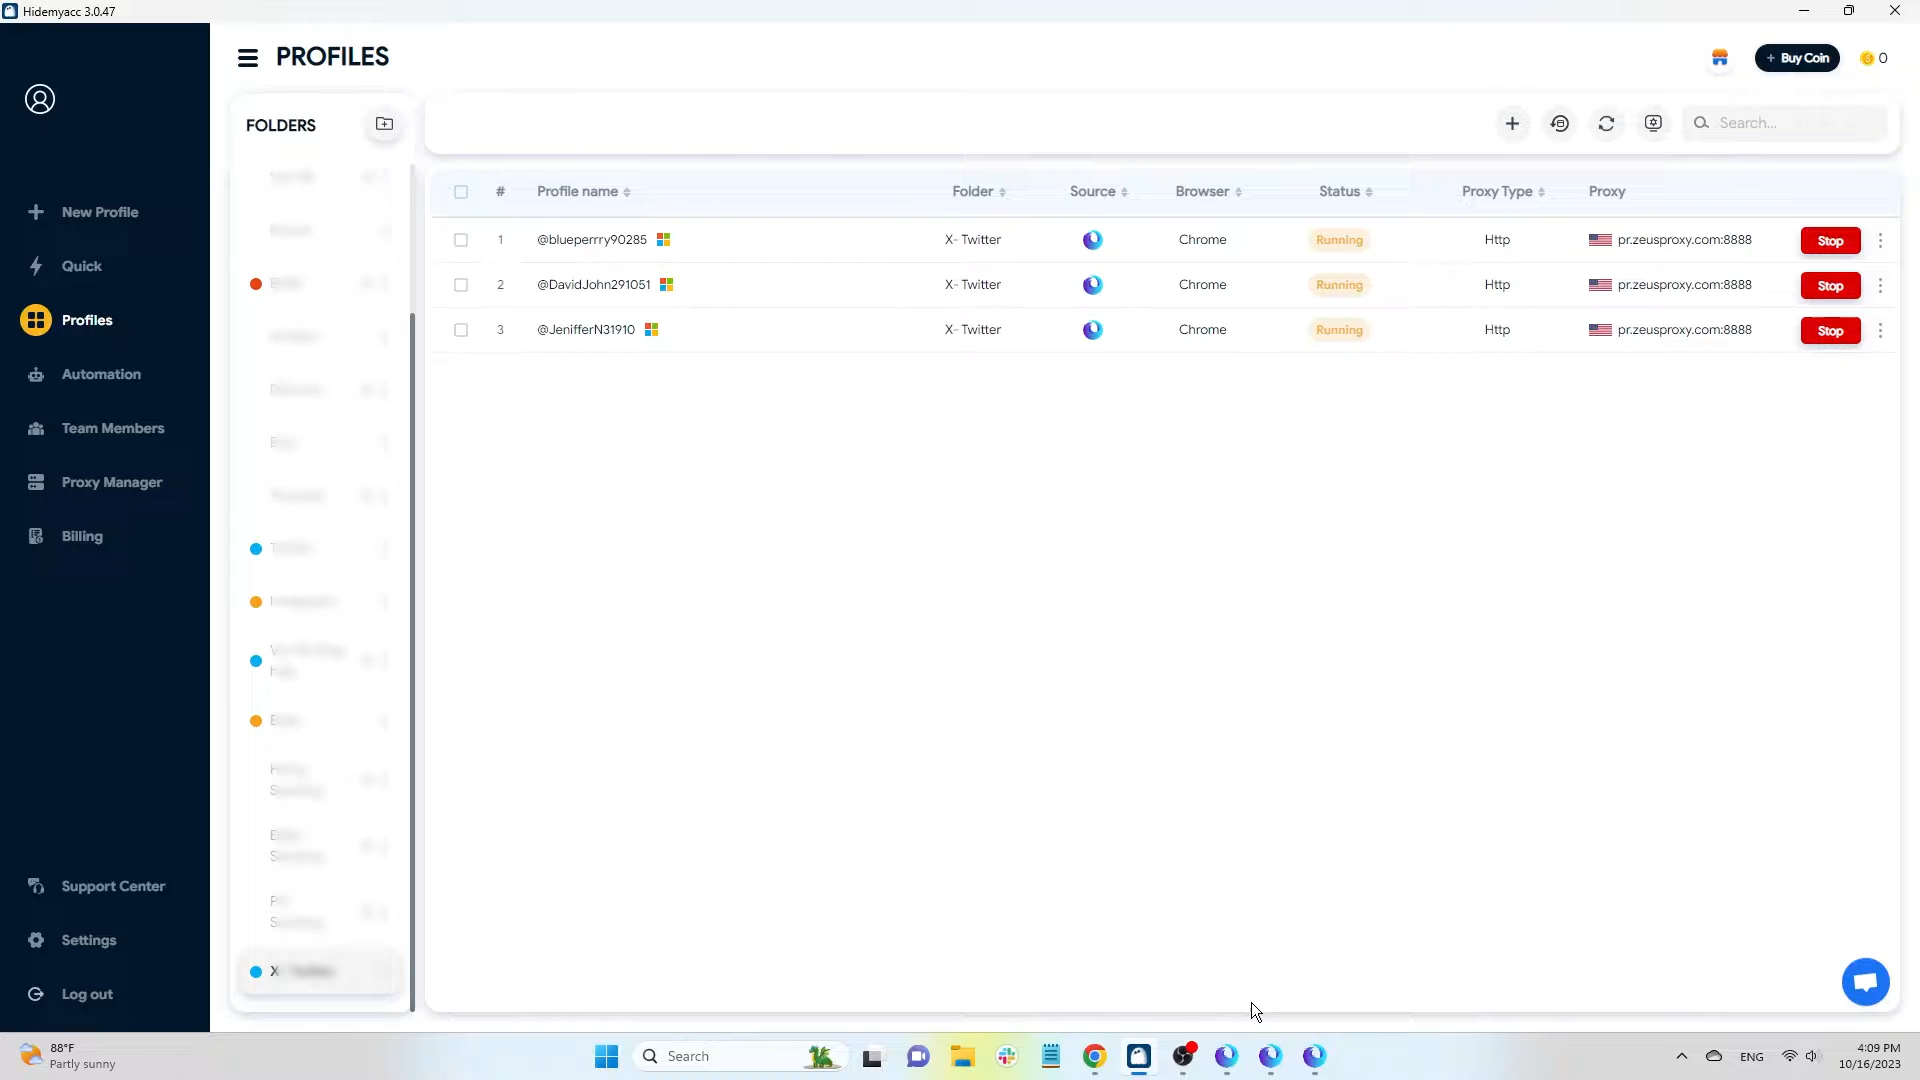 Hidemyacc 3.0.47
PROFILES
+ Buy Coin
0
FOLDERS
Search...
New Profile
Quick
Profiles
Automation
Team Members
Proxy Manager
Billing
Support Center
Settings
Log out
X
# Profile name Folder Source Browser Status Proxy Type Proxy
1 @blueperrry90285 X- Twitter Chrome Running Http pr.zeusproxy.com:8888 Stop
2 @DavidJohn291051 X- Twitter Chrome Running Http pr.zeusproxy.com:8888 Stop
3 @JenifferN31910 X- Twitter Chrome Running Http pr.zeusproxy.com:8888 Stop
88°F
Partly sunny
Search
ENG
4:09 PM
10/16/2023